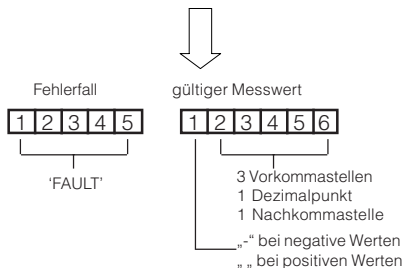 Fehlerfall gültiger Messwert
1 2 3 4 5 1 2 3 4 5 6
'FAULT'
3 Vorkommastellen
1 Dezimalpunkt
1 Nachkommastelle
„-“ bei negative Werten
„ „ bei positiven Werten